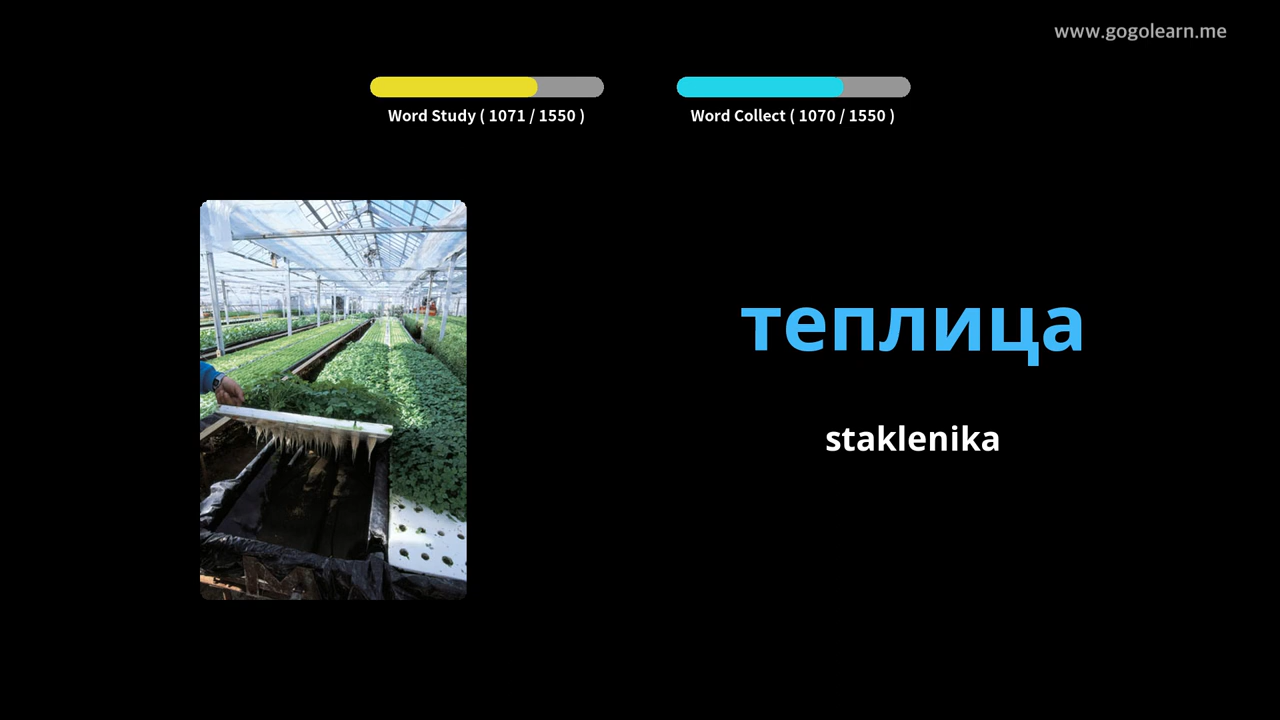 www.gogolearn.me
Word Study ( 1071 / 1550 )
Word Collect ( 1070 / 1550 )
теплица
staklenika